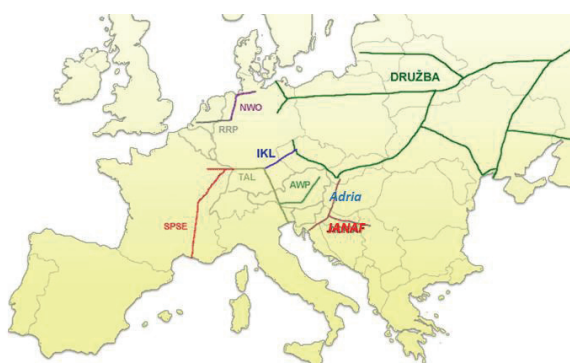 DRUŽBA
NWO
RRP
IKL
TAL
AWP
Adria
SPSE
JANAF